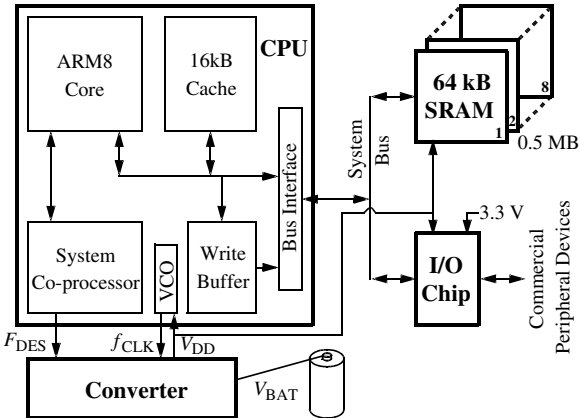 CPU
ARM8
Core
16kB
Cache
Bus Interface
System
Co-processor
VCO
Write
Buffer
System
Bus
64 kB
SRAM
1
2
8
0.5 MB
3.3 V
I/O
Chip
Commercial
Peripheral Devices
FDES
fCLK
VDD
Converter
VBAT